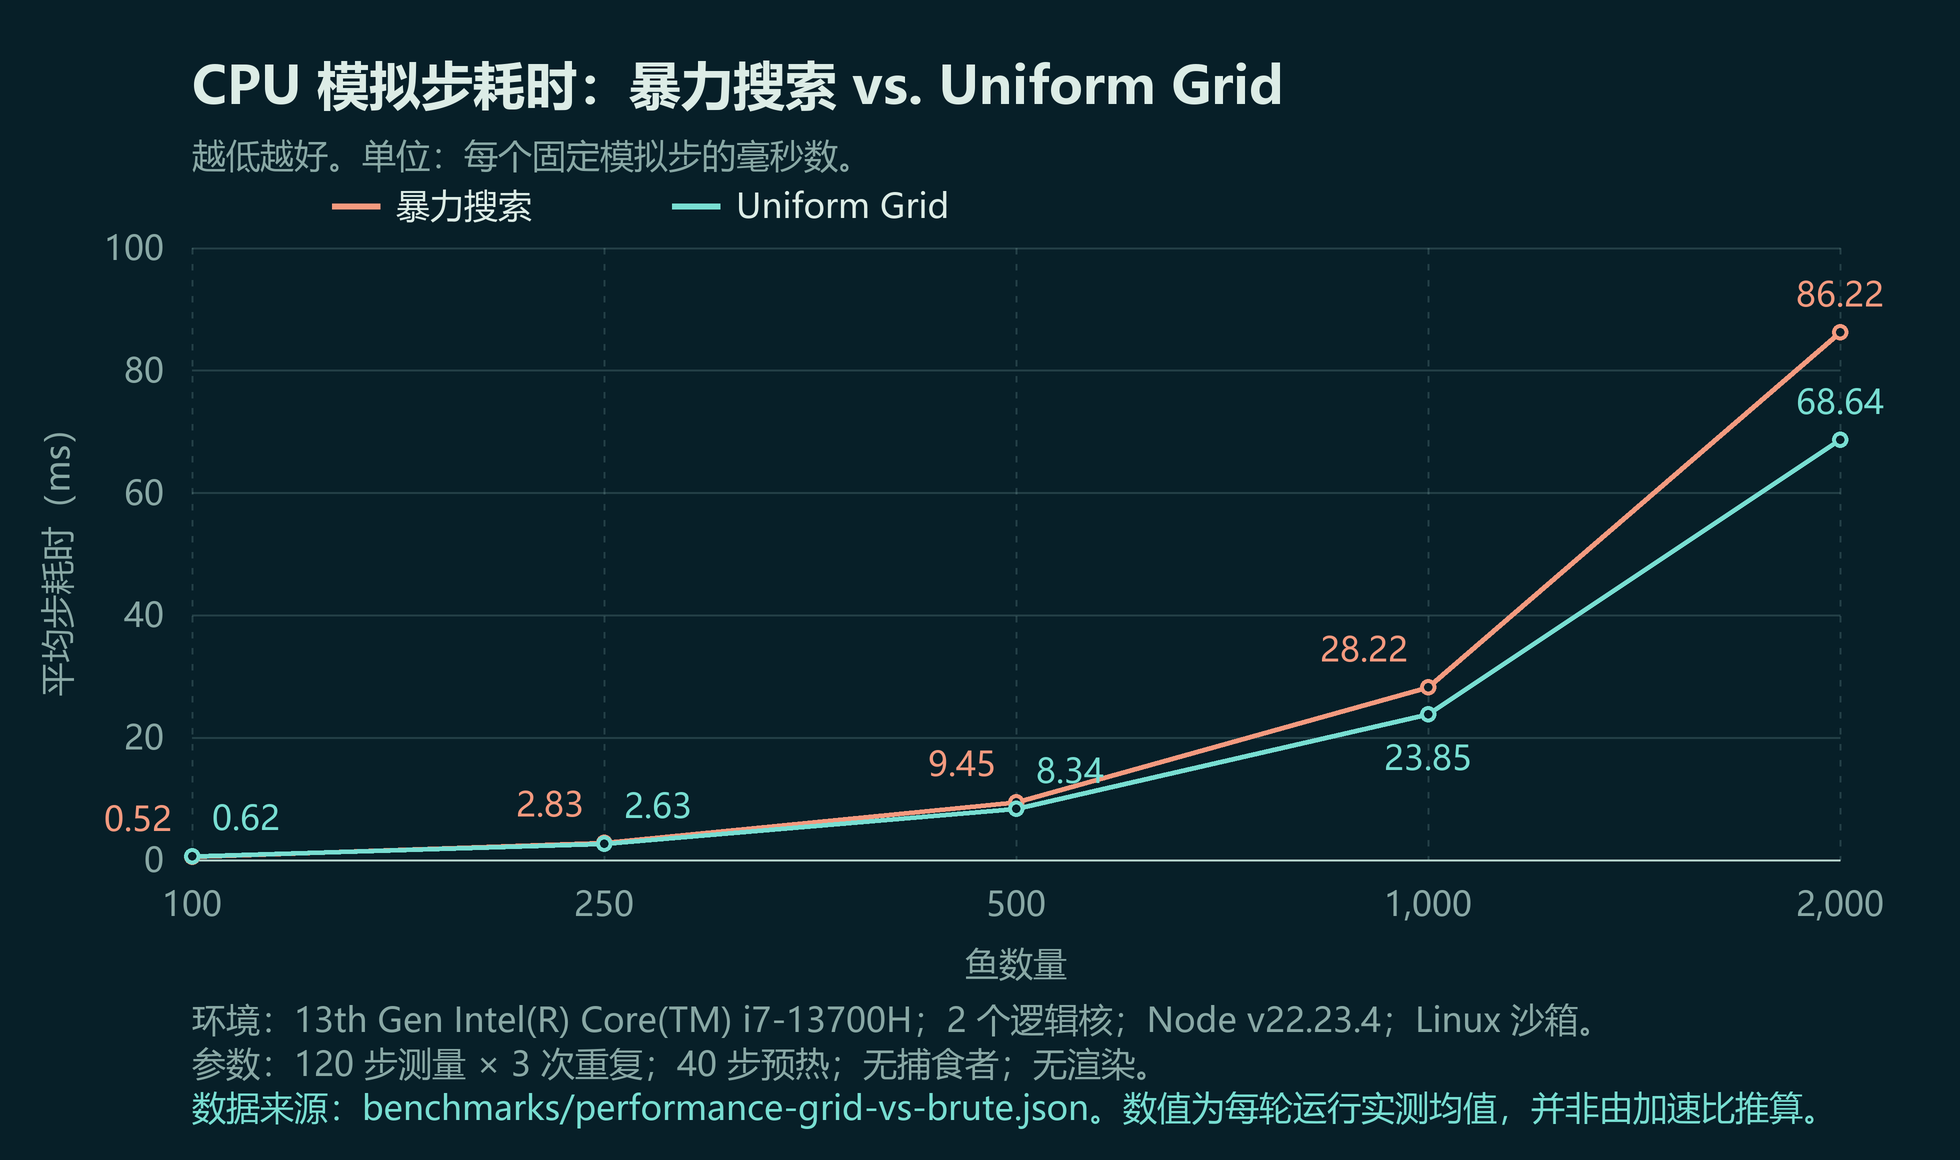 CPU 模拟步耗时：暴力搜索 vs. Uniform Grid
越低越好。单位：每个固定模拟步的毫秒数。
暴力搜索
Uniform Grid
平均步耗时（ms）
100
80
60
40
20
0
0.52
0.62
2.83
2.63
9.45
8.34
28.22
23.85
86.22
68.64
100
250
500
1,000
2,000
鱼数量
环境：13th Gen Intel(R) Core(TM) i7-13700H；2 个逻辑核；Node v22.23.4；Linux 沙箱。
参数：120 步测量 × 3 次重复；40 步预热；无捕食者；无渲染。
数据来源：benchmarks/performance-grid-vs-brute.json。数值为每轮运行实测均值，并非由加速比推算。